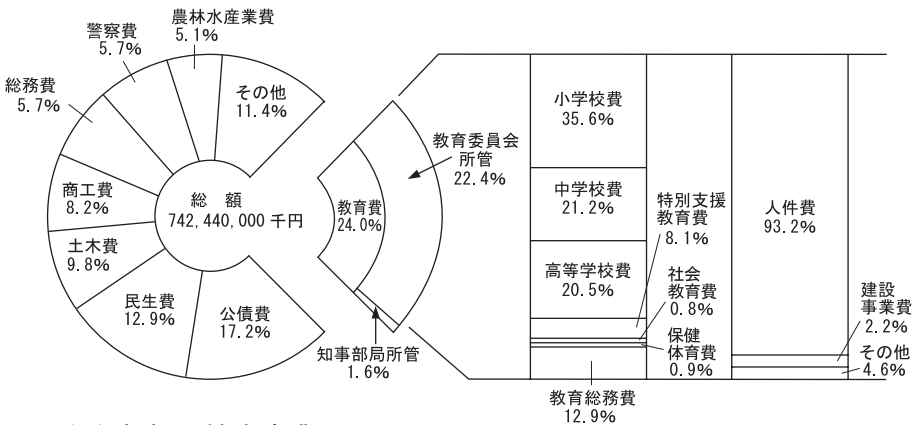 農林水産業費
5.1%
警察費
5.7%
総務費
5.7%
その他
11.4%
商工費
8.2%
土木費
9.8%
民生費
12.9%
公債費
17.2%
総 額
742,440,000千円
教育費
24.0%
教育委員会
所管
22.4%
知事部局所管
1.6%
小学校費
35.6%
中学校費
21.2%
高等学校費
20.5%
特別支援
教育費
8.1%
社会
教育費
0.8%
保健
体育費
0.9%
教育総務費
12.9%
人件費
93.2%
建設
事業費
2.2%
その他
4.6%